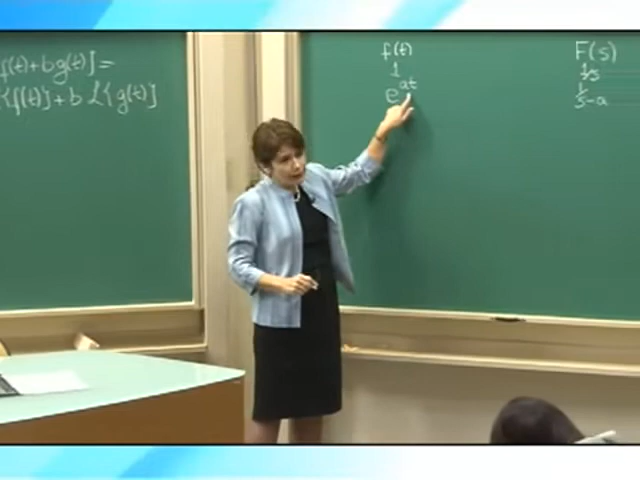 f(t)+bg(t)]=
{f(t)}+b L{g(t)}
f(t) F(s)
1 1/s
e^at 1/s-a